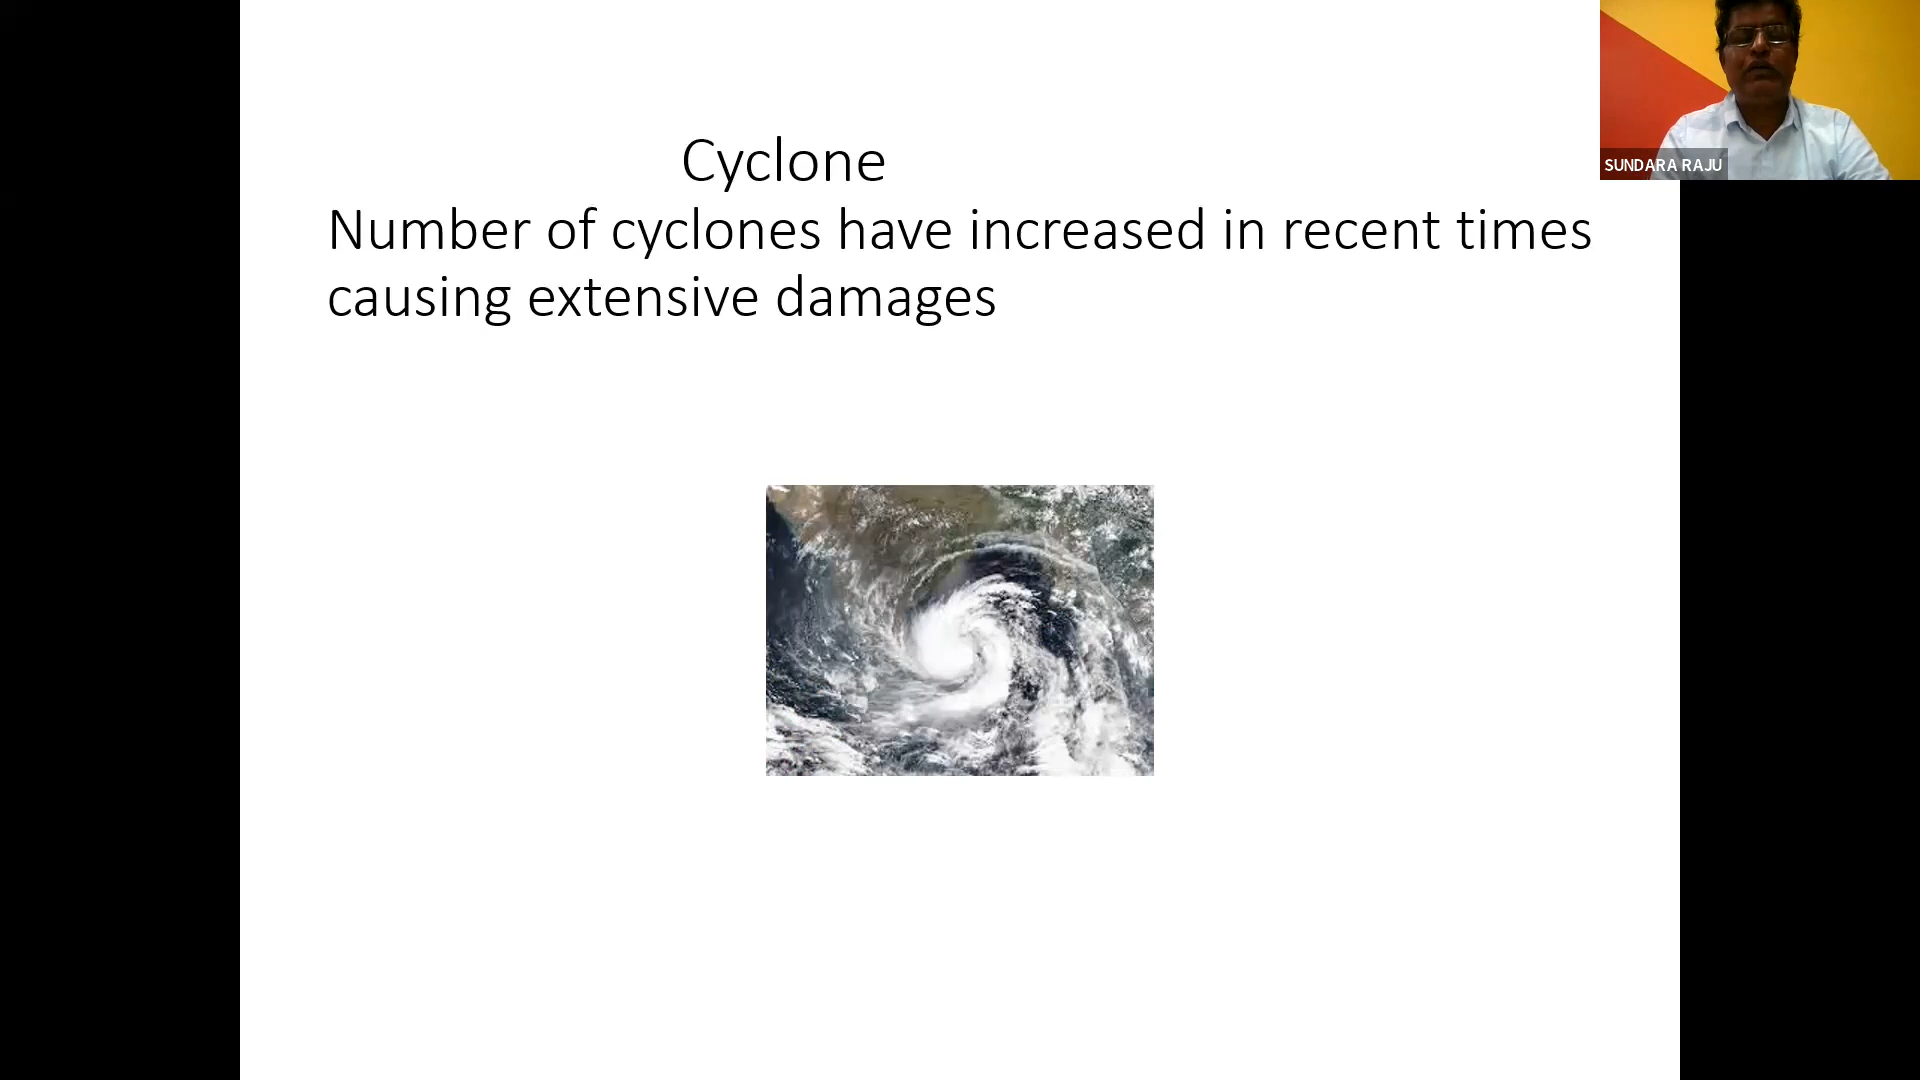 Cyclone
Number of cyclones have increased in recent times
causing extensive damages
SUNDARA RAJU